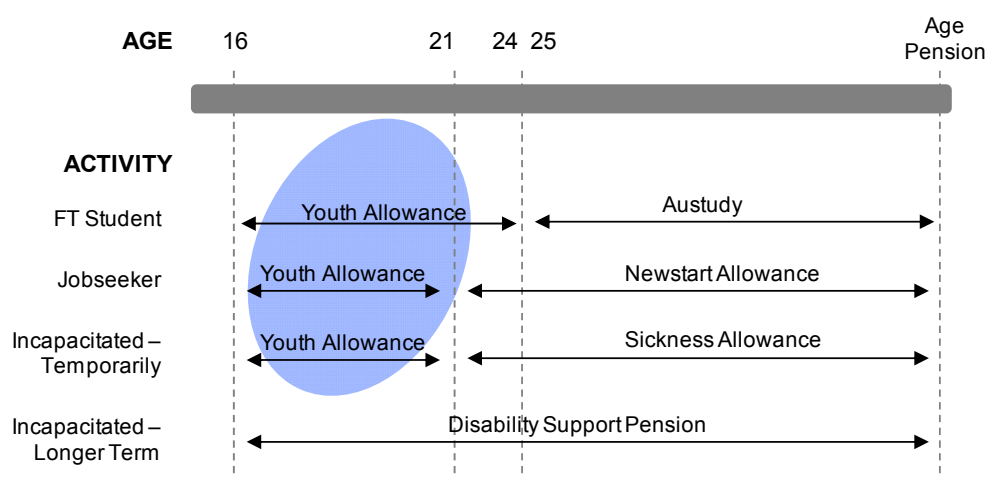 AGE 16 21 24 25 Age
Pension
ACTIVITY
FT Student Youth Allowance Austudy
Jobseeker Youth Allowance Newstart Allowance
Incapacitated – Youth Allowance Sickness Allowance
Temporarily
Incapacitated – Disability Support Pension
Longer Term